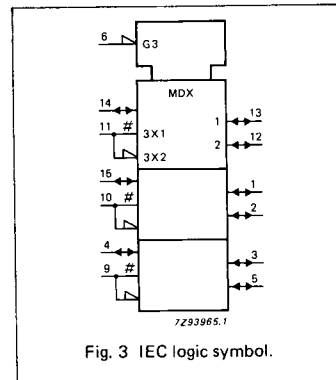 6 G3
MDX
14
11 # 3X1 1 13
3X2 2 12
15
10 # 1
2
4
9 # 3
5
7Z93965.1
Fig. 3 IEC logic symbol.